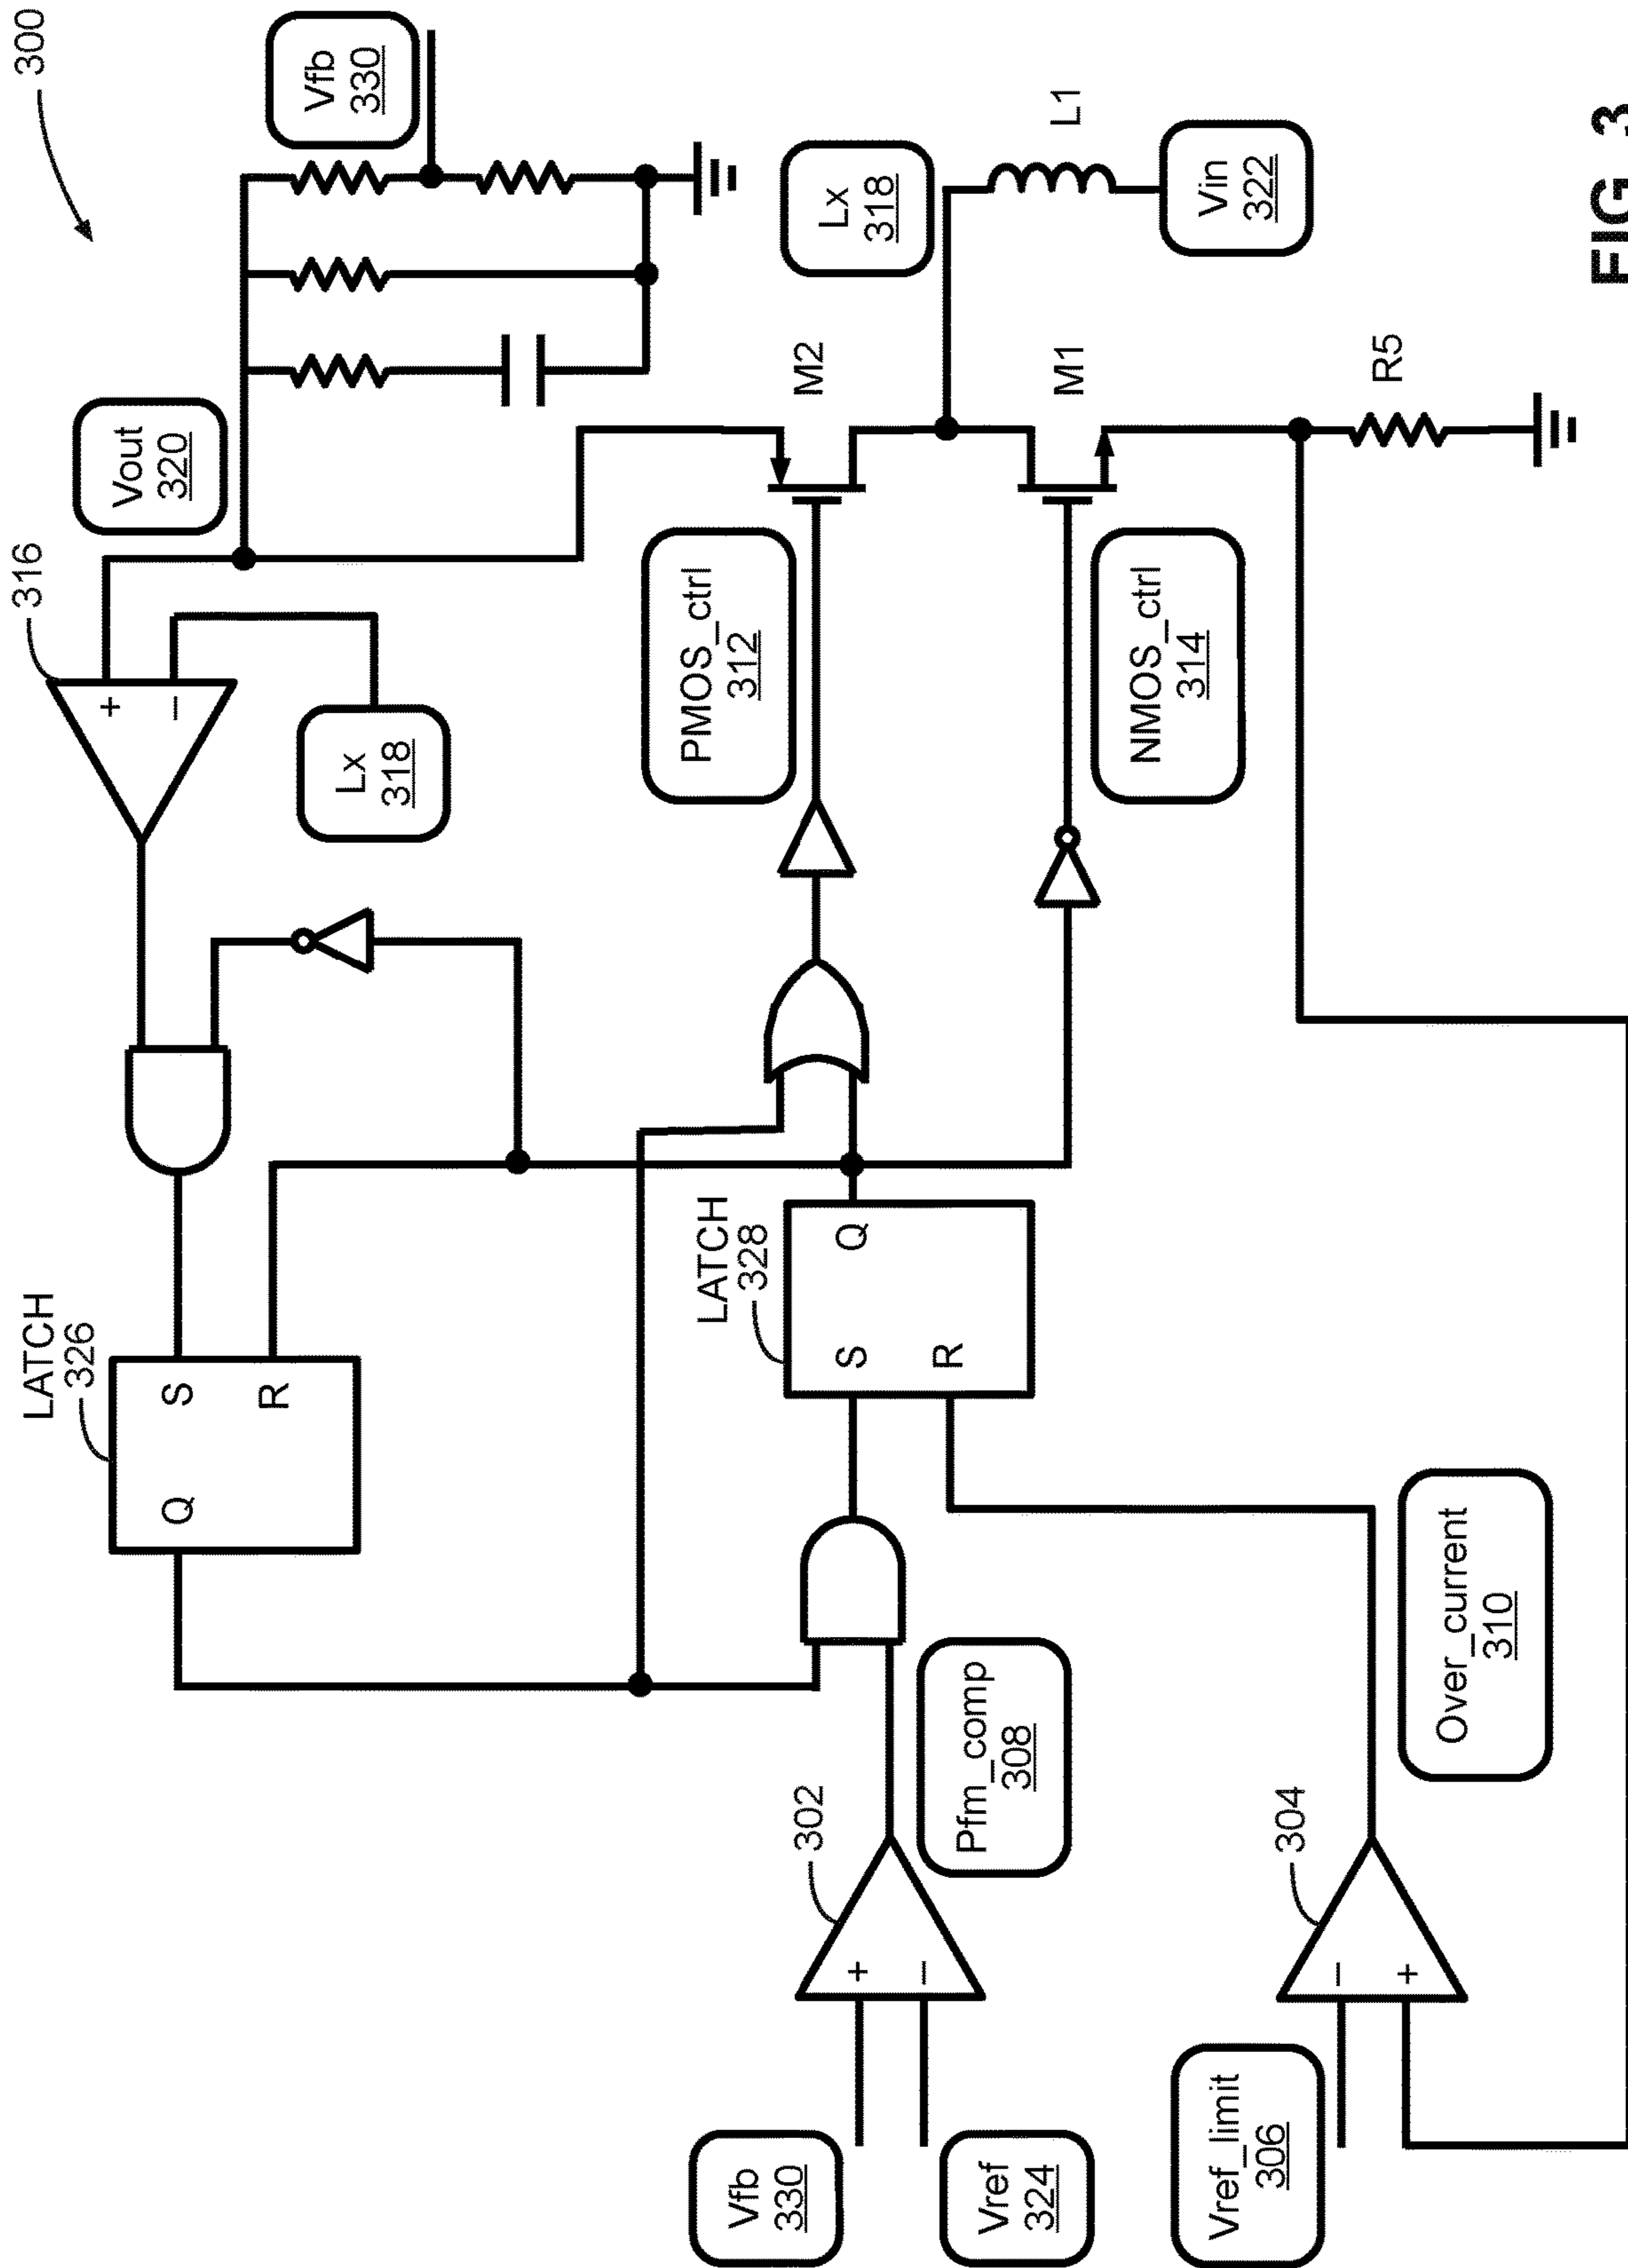 300
Vfb
330
Vout
320
316
+
−
Lx
318
Lx
318
L1
Vin
322
M2
M1
R5
PMOS_ctrl
312
NMOS_ctrl
314
LATCH
326
Q
S
R
LATCH
328
S
Q
R
302
+
−
Pfm_comp
308
304
−
+
Over_current
310
Vfb
330
Vref
324
Vref_limit
306
FIG. 3